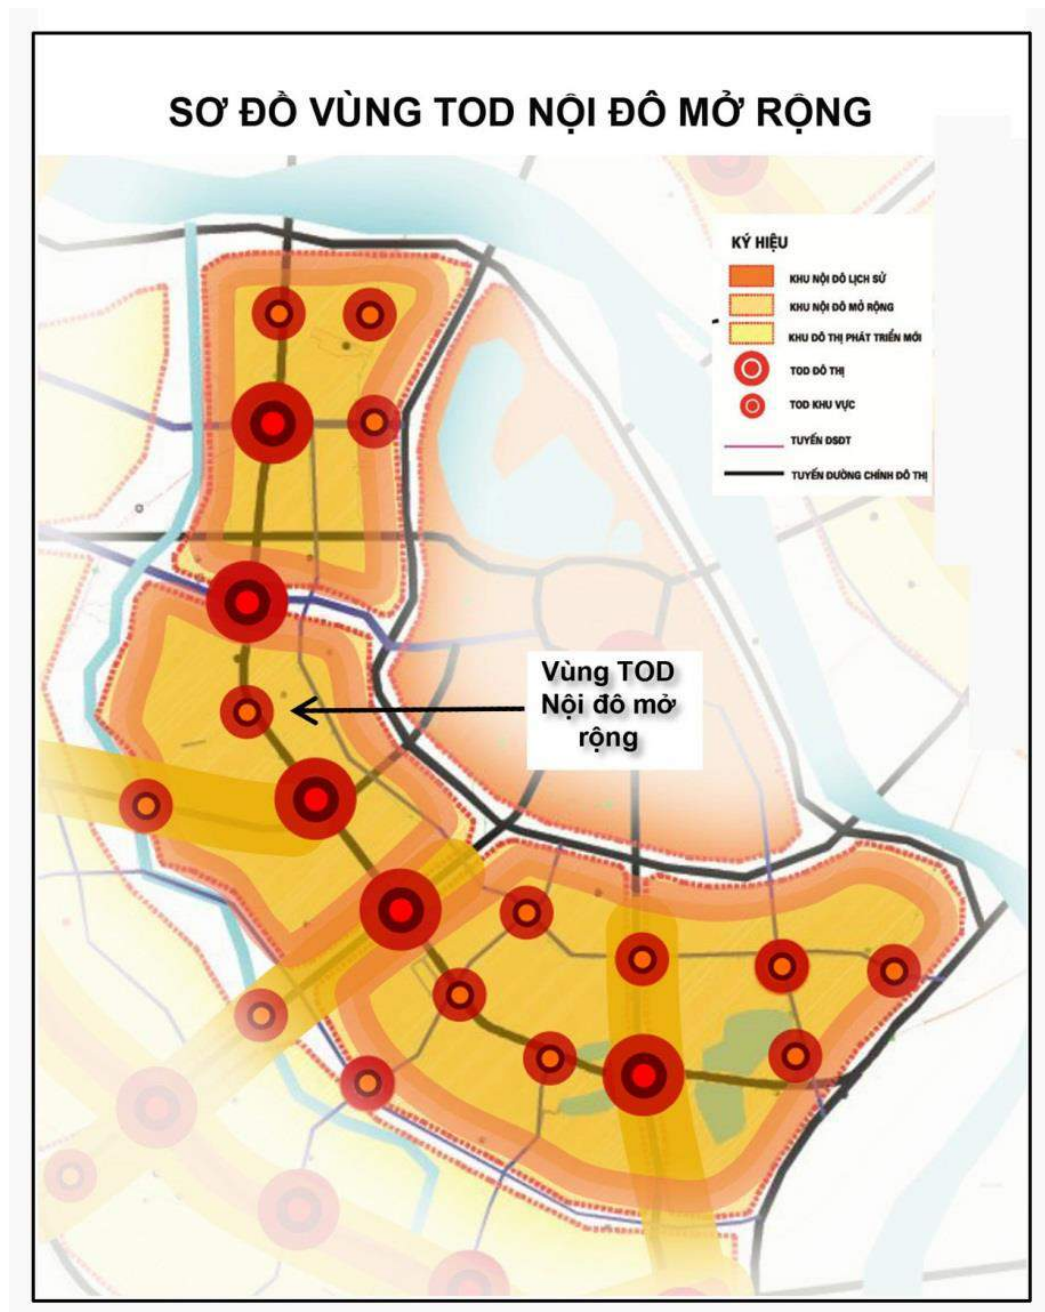 SƠ ĐỒ VÙNG TOD NỘI ĐÔ MỞ RỘNG
KÝ HIỆU
KHU NỘI ĐÔ LỊCH SỬ
KHU NỘI ĐÔ MỞ RỘNG
KHU ĐÔ THỊ PHÁT TRIỂN MỚI
TOD ĐÔ THỊ
TOD KHU VỰC
TUYẾN ĐSĐT
TUYẾN ĐƯỜNG CHÍNH ĐÔ THỊ
Vùng TOD
Nội đô mở
rộng